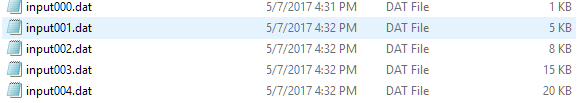 input000.dat 5/7/2017 4:31 PM DAT File 1 KB
input001.dat 5/7/2017 4:32 PM DAT File 5 KB
input002.dat 5/7/2017 4:32 PM DAT File 8 KB
input003.dat 5/7/2017 4:32 PM DAT File 15 KB
input004.dat 5/7/2017 4:32 PM DAT File 20 KB